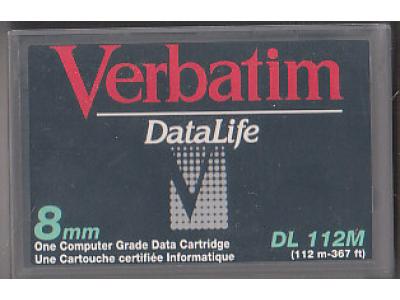 Verbatim
DataLife
8mm
DL 112M
One Computer Grade Data Cartridge
(112 m-367 ft)
Une Cartouche certifiée Informatique